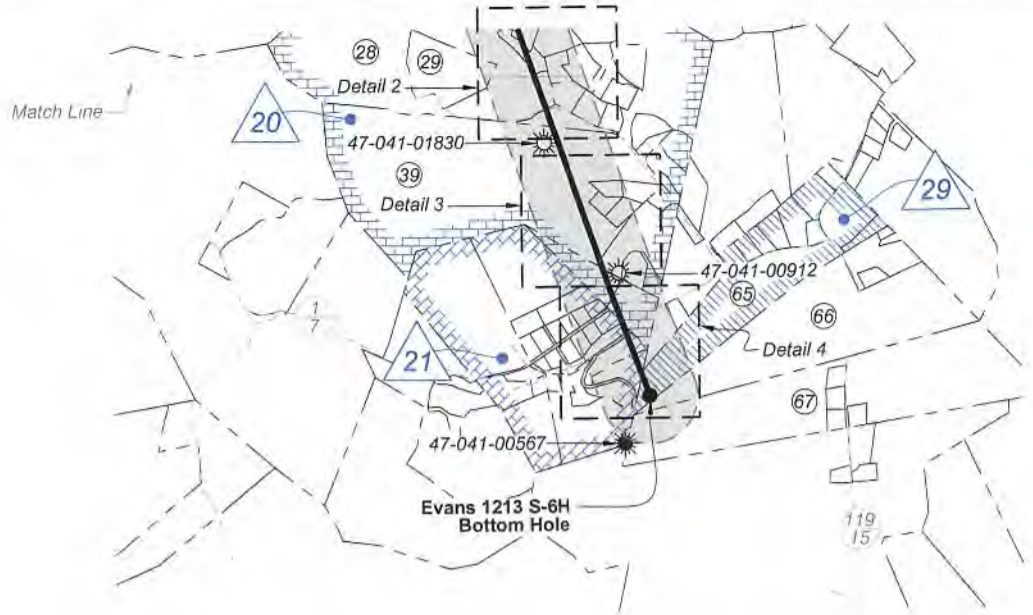 28
29
Detail 2
Match Line
20
47-041-01830
39
Detail 3
29
47-041-00912
65
66
1
7
21
Detail 4
67
47-041-00567
Evans 1213 S-6H
Bottom Hole
119
15